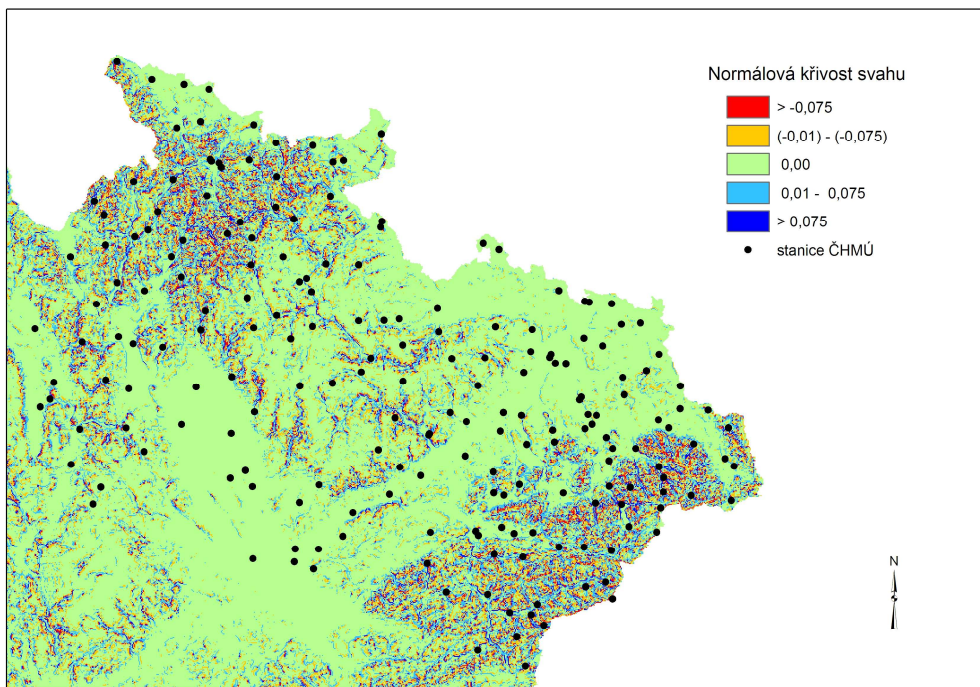 Normálová křivost svahu
> -0,075
(-0,01) - (-0,075)
0,00
0,01 - 0,075
> 0,075
stanice ČHMÚ
N